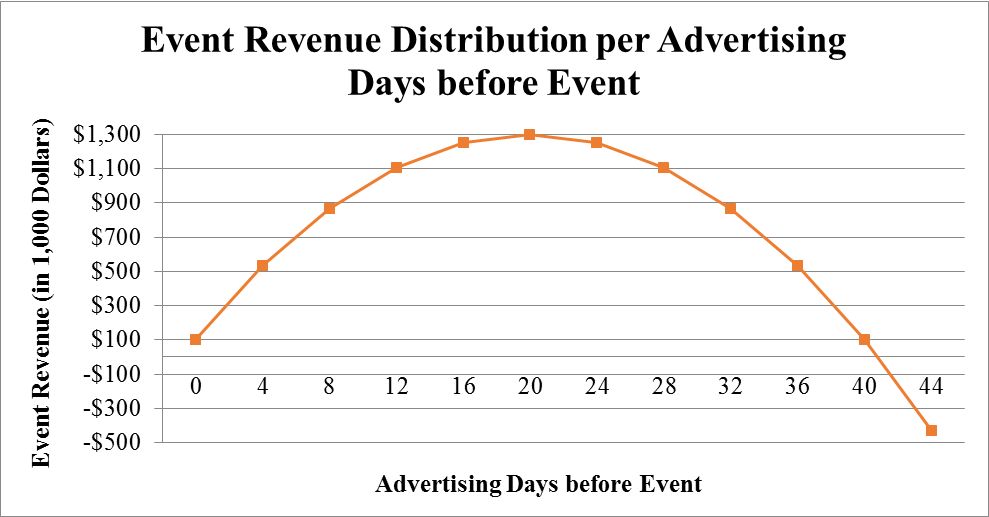 Event Revenue Distribution per Advertising
Days before Event
Event Revenue (in 1,000 Dollars)
$1,300
$1,100
$900
$700
$500
$300
$100
-$100
-$300
-$500
0 4 8 12 16 20 24 28 32 36 40 44
Advertising Days before Event